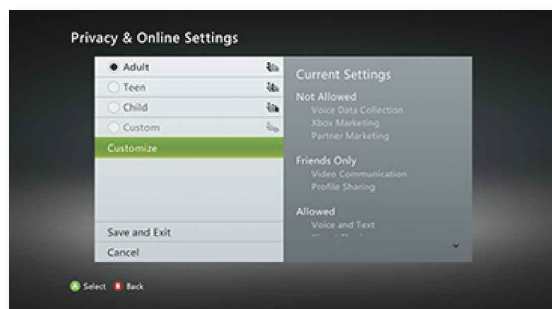 Privacy & Online Settings
Adult
Teen
Child
Custom
Customize
Save and Exit
Cancel
Current Settings
Not Allowed
Voice Data Collection
Xbox Marketing
Partner Marketing
Friends Only
Video Communication
Profile Sharing
Allowed
Voice and Text
A Select B Back